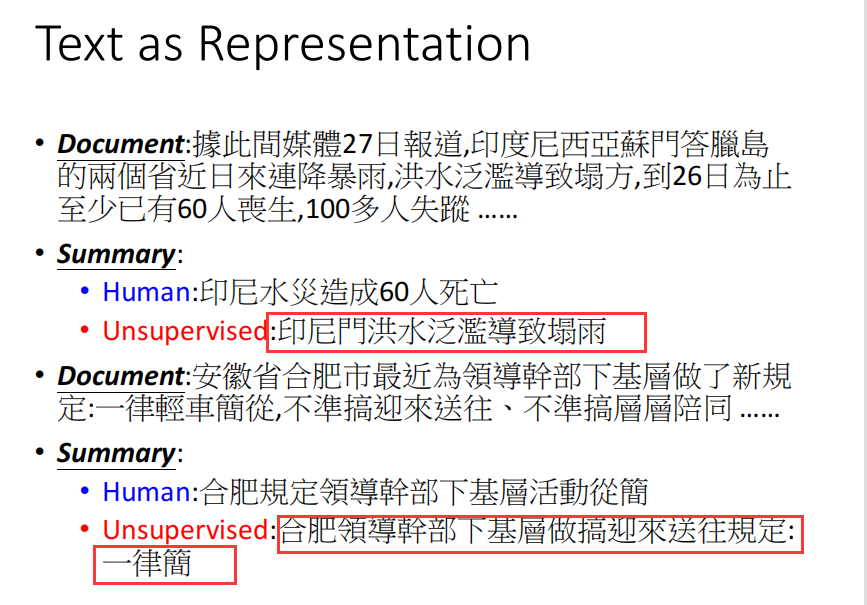 Text as Representation
• Document:據此間媒體27日報道,印度尼西亞蘇門答臘島
的兩個省近日來連降暴雨,洪水泛濫導致塌方,到26日為止
至少已有60人喪生,100多人失蹤 ……
• Summary:
• Human:印尼水災造成60人死亡
• Unsupervised:印尼門洪水泛濫導致塌雨
• Document:安徽省合肥市最近為領導幹部下基層做了新規
定:一律輕車簡從,不準搞迎來送往、不準搞層層陪同 ……
• Summary:
• Human:合肥規定領導幹部下基層活動從簡
• Unsupervised:合肥領導幹部下基層做搞迎來送往規定:
一律簡